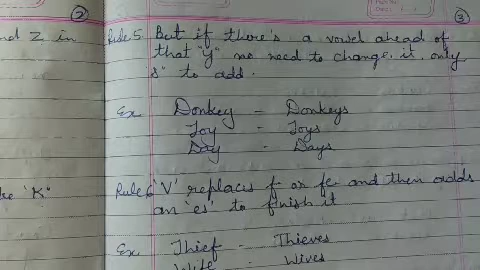 2
nd Z in
"K"
3
Rule 5 But if there's a vowel ahead of
that "y" no need to change it, only
s" to add.
Ex Donkey - Donkeys
Toy - Toys
Day - Days
Rule 6 'V' replaces f or fe and then adds
an 'es' to finish it
Ex Thief - Thieves
Wife - Wives